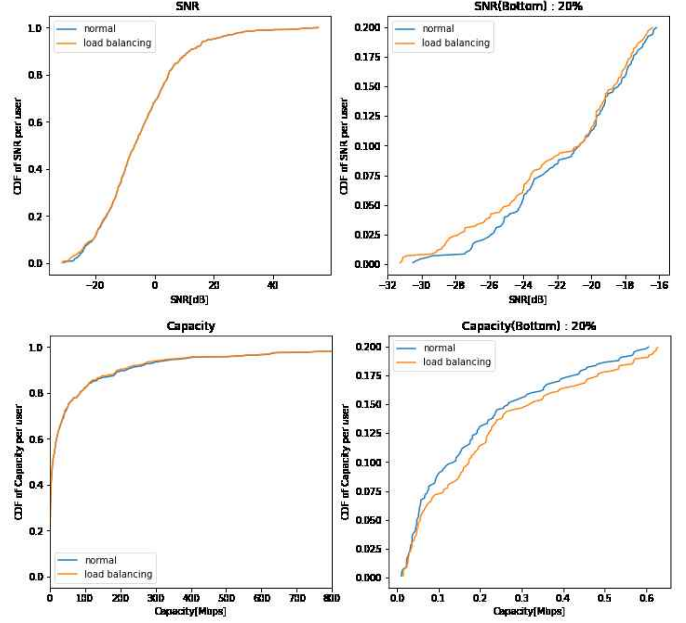 SNR
CDF of SNR per user
1.0
0.8
0.6
0.4
0.2
0.0
normal
load balancing
−20
0
20
40
SNR[dB]
SNR(Bottom) : 20%
CDF of SNR per user
0.200
0.175
0.150
0.125
0.100
0.075
0.050
0.025
0.000
normal
load balancing
−32
−30
−28
−26
−24
−22
−20
−18
−16
SNR[dB]
Capacity
CDF of Capacity per user
1.0
0.8
0.6
0.4
0.2
0.0
normal
load balancing
0
100
200
300
400
500
600
700
800
Capacity[Mbps]
Capacity(Bottom) : 20%
CDF of Capacity per user
0.200
0.175
0.150
0.125
0.100
0.075
0.050
0.025
0.000
normal
load balancing
0.0
0.1
0.2
0.3
0.4
0.5
0.6
Capacity[Mbps]